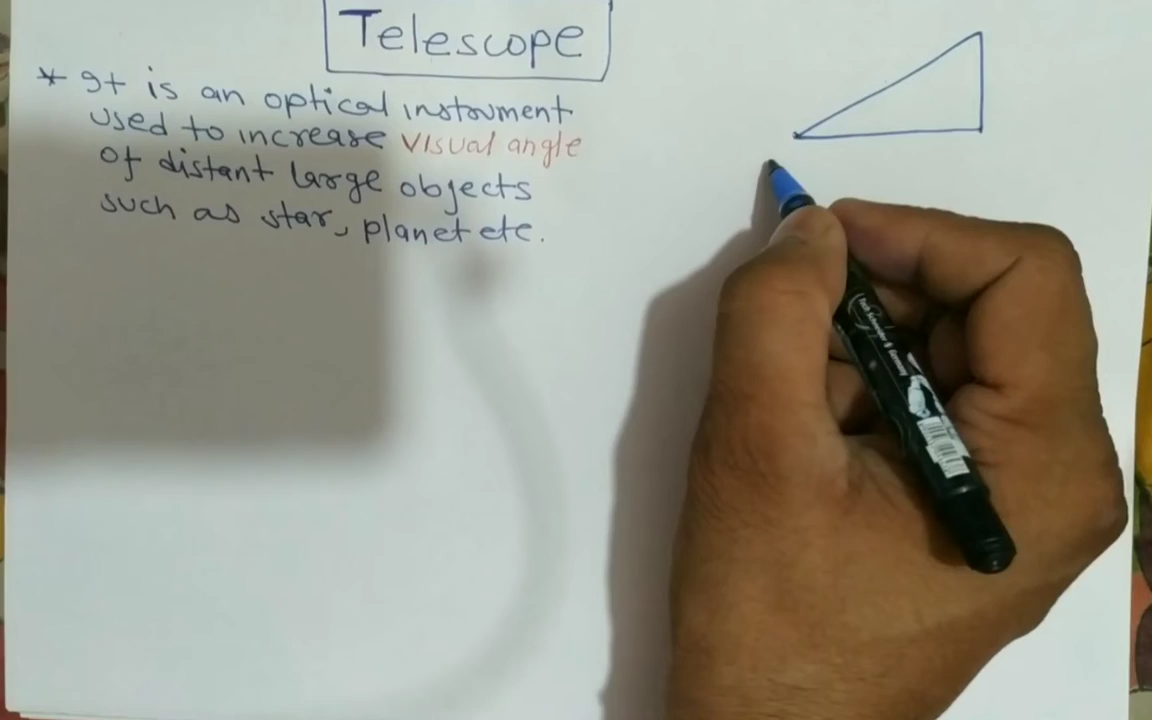 Telescope
* It is an optical instrument
used to increase visual angle
of distant large objects
such as star, planet etc.